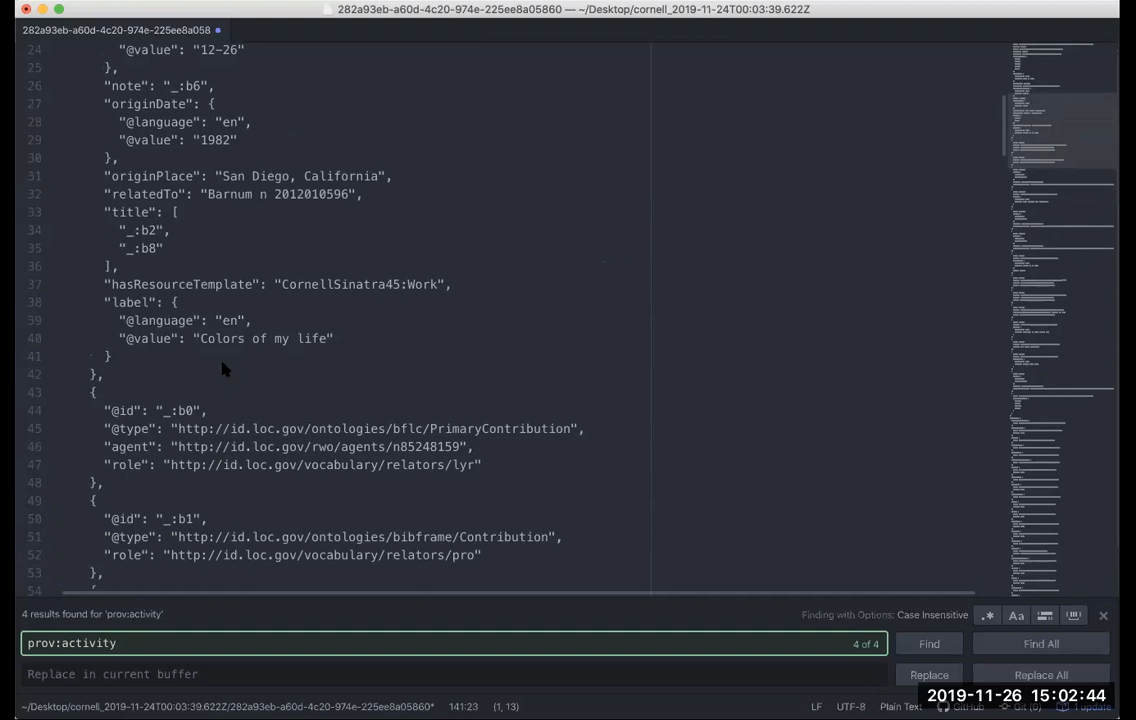 282a93eb-a60d-4c20-974e-225ee8a05860 — ~/Desktop/cornell_2019-11-24T00:03:39.622Z
282a93eb-a60d-4c20-974e-225ee8a058
24 "@value": "12-26"
25 },
26 "note": "_:b6",
27 "originDate": {
28 "@language": "en",
29 "@value": "1982"
30 },
31 "originPlace": "San Diego, California",
32 "relatedTo": "Barnum n 2012010596",
33 "title": [
34 "_:b2",
35 "_:b8"
36 ],
37 "hasResourceTemplate": "CornellSinatra45:Work",
38 "label": {
39 "@language": "en",
40 "@value": "Colors of my life"
41 }
42 },
43 {
44 "@id": "_:b0",
45 "@type": "http://id.loc.gov/ontologies/bflc/PrimaryContribution",
46 "agent": "http://id.loc.gov/rwo/agents/n85248159",
47 "role": "http://id.loc.gov/vocabulary/relators/lyr"
48 },
49 {
50 "@id": "_:b1",
51 "@type": "http://id.loc.gov/ontologies/bibframe/Contribution",
52 "role": "http://id.loc.gov/vocabulary/relators/pro"
53 },
54
4 results found for 'prov:activity' Finding with Options: Case Insensitive .* Aa
prov:activity 4 of 4 Find Find All
Replace in current buffer Replace Replace All
2019-11-26 15:02:44
~/Desktop/cornell_2019-11-24T00:03:39.622Z/282a93eb-a60d-4c20-974e-225ee8a05860* 141:23 (1, 13) LF UTF-8 Plain Text GitHub Git (0) 1 update